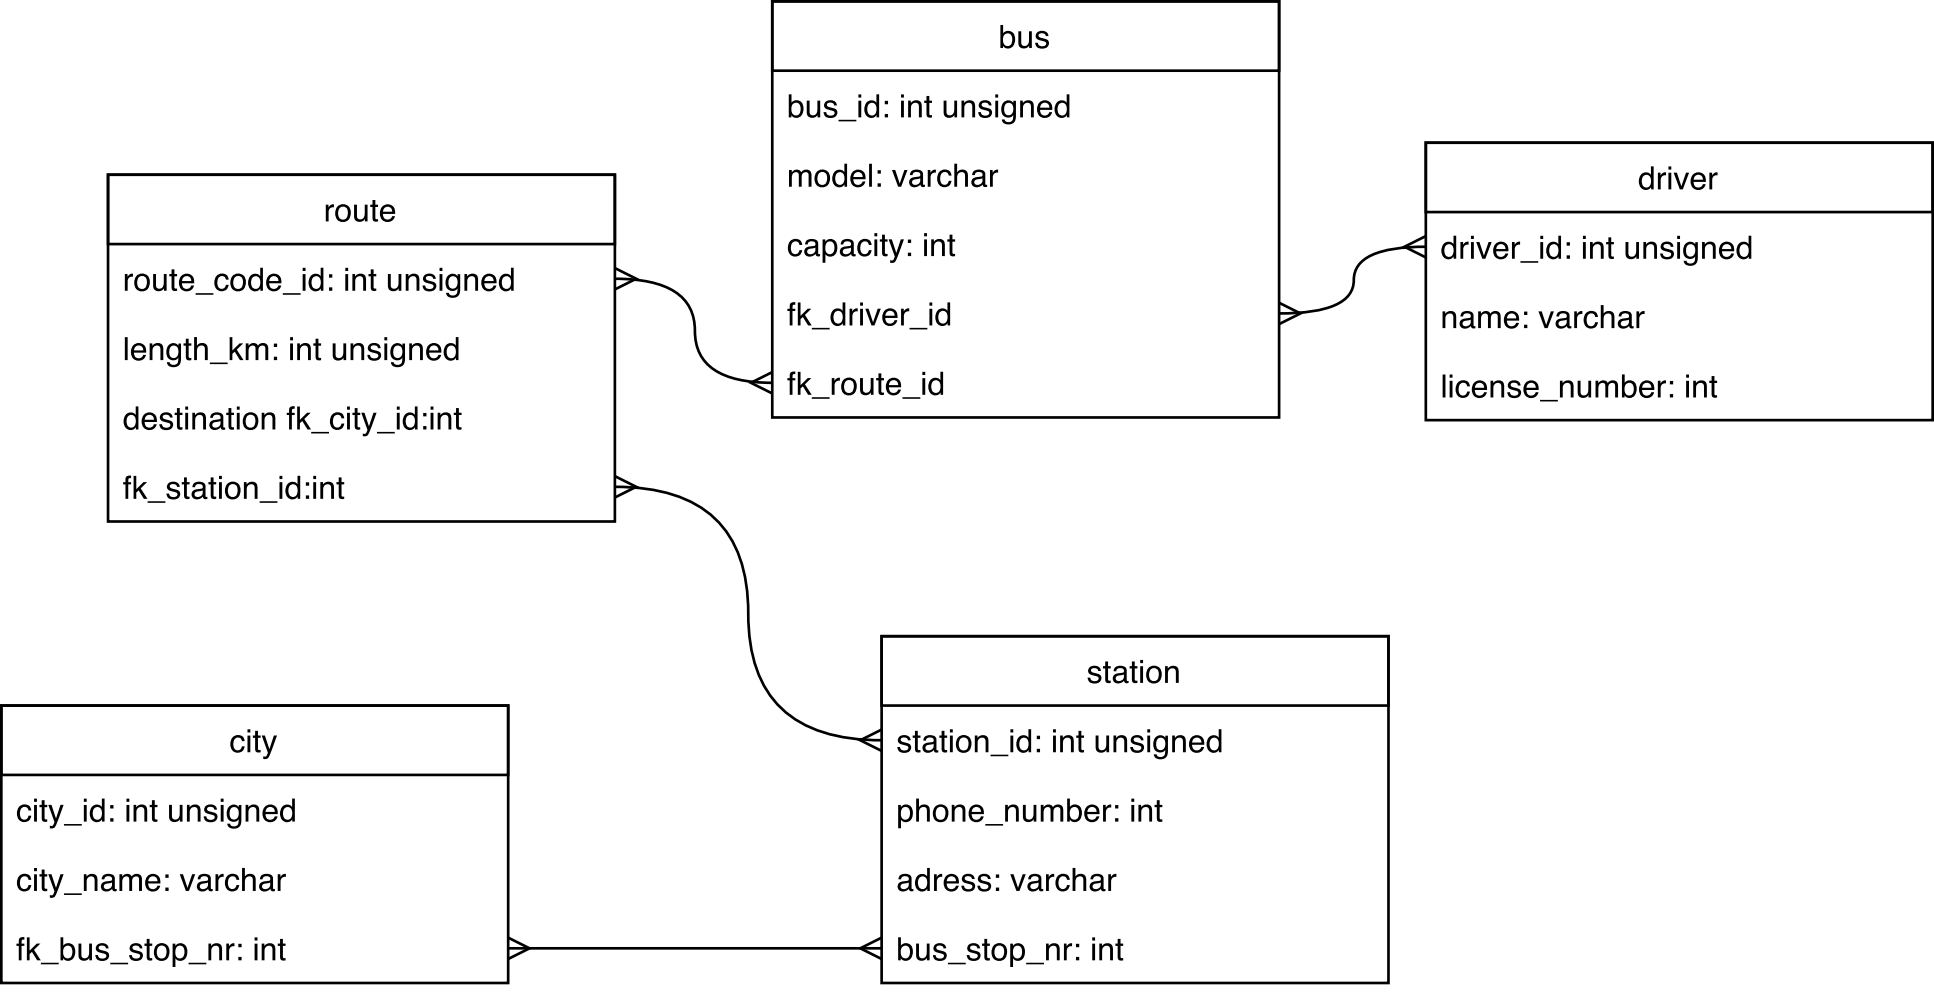 bus
bus_id: int unsigned
model: varchar
capacity: int
fk_driver_id
fk_route_id
driver
driver_id: int unsigned
name: varchar
license_number: int
route
route_code_id: int unsigned
length_km: int unsigned
destination fk_city_id:int
fk_station_id:int
station
station_id: int unsigned
phone_number: int
adress: varchar
bus_stop_nr: int
city
city_id: int unsigned
city_name: varchar
fk_bus_stop_nr: int